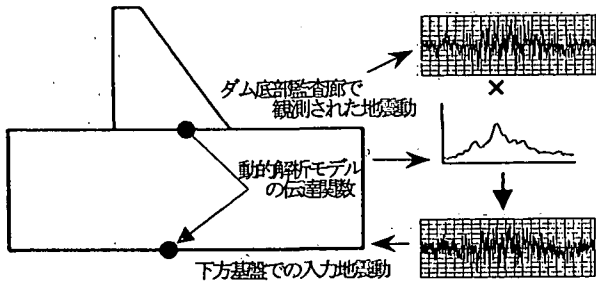 ダム底部監査廊で
観測された地震動
×
動的解析モデル
の伝達関数
下方基盤での入力地震動